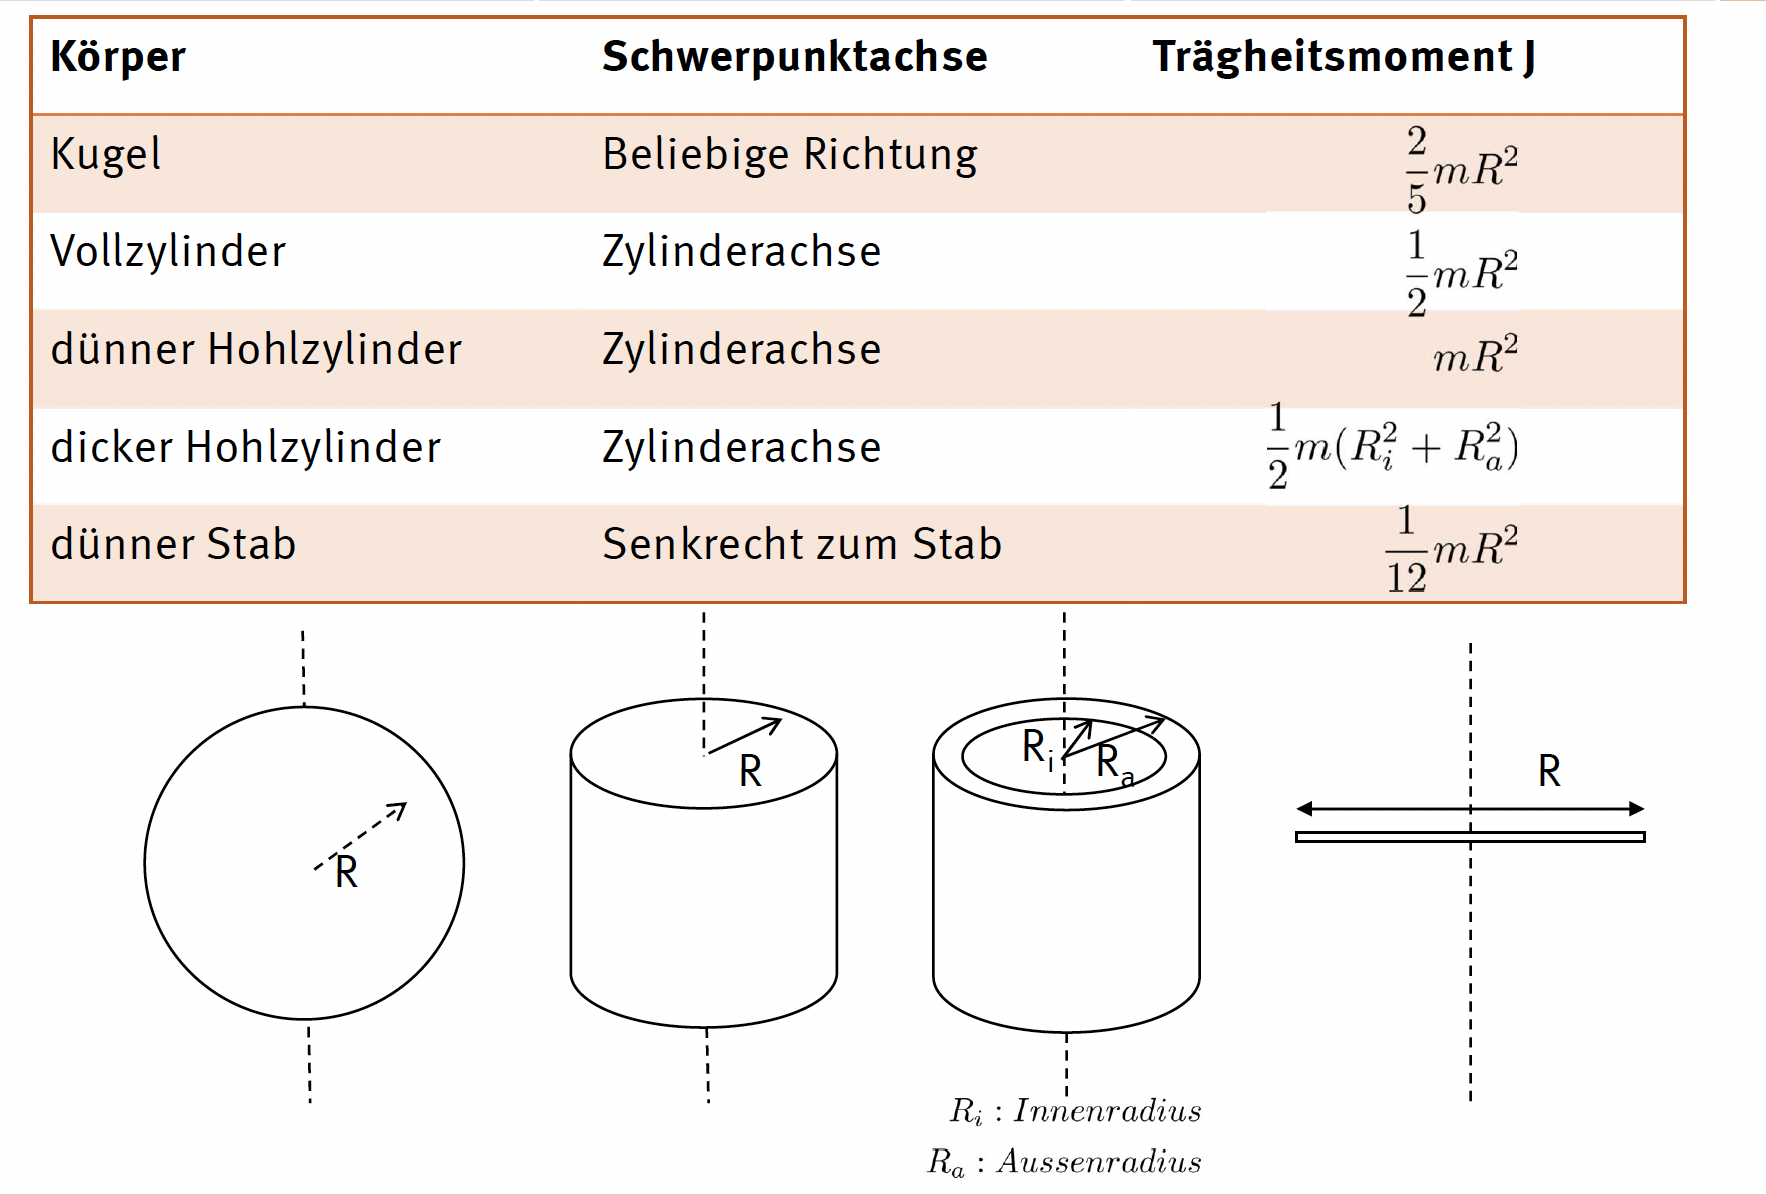 Körper Schwerpunktachse Trägheitsmoment J
Kugel Beliebige Richtung \frac{2}{5}mR^2
Vollzylinder Zylinderachse \frac{1}{2}mR^2
dünner Hohlzylinder Zylinderachse mR^2
dicker Hohlzylinder Zylinderachse \frac{1}{2}m(R_i^2 + R_a^2)
dünner Stab Senkrecht zum Stab \frac{1}{12}mR^2
R
R
R_i
R_a
R
R_i : Innenradius
R_a : Aussenradius